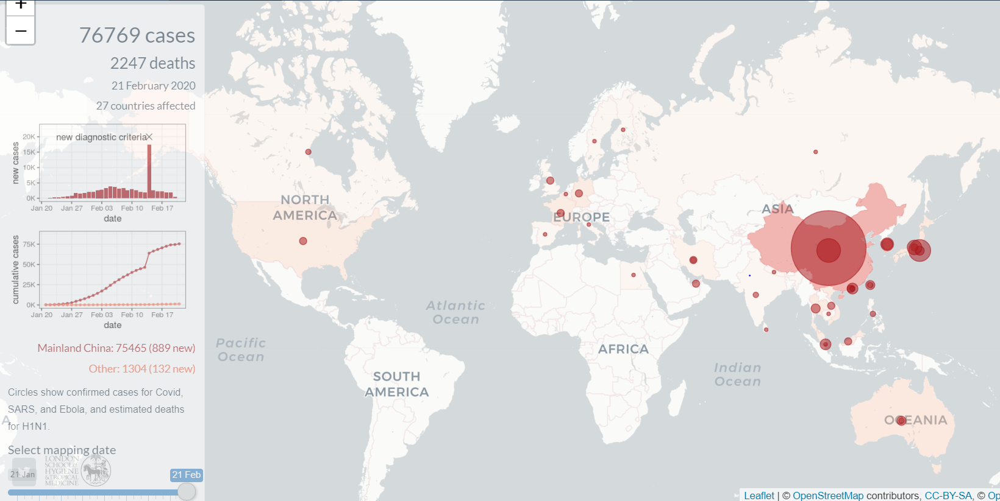 +
−
76769 cases
2247 deaths
21 February 2020
27 countries affected
new diagnostic criteria
new cases
20K
15K
10K
5K
0K
Jan 20 Jan 27 Feb 03 Feb 10 Feb 17
date
cumulative cases
75K
50K
25K
0K
Jan 20 Jan 27 Feb 03 Feb 10 Feb 17
date
Mainland China: 75465 (889 new)
Other: 1304 (132 new)
Circles show confirmed cases for Covid,
SARS, and Ebola, and estimated deaths
for H1N1.
Select mapping date
LONDON
SCHOOL of
HYGIENE
& TROPICAL
MEDICINE
21 Jan
21 Feb
NORTH
AMERICA
EUROPE
ASIA
Atlantic
Ocean
Pacific
Ocean
AFRICA
SOUTH
AMERICA
Indian
Ocean
OCEANIA
Leaflet | © OpenStreetMap contributors, CC-BY-SA, © Op